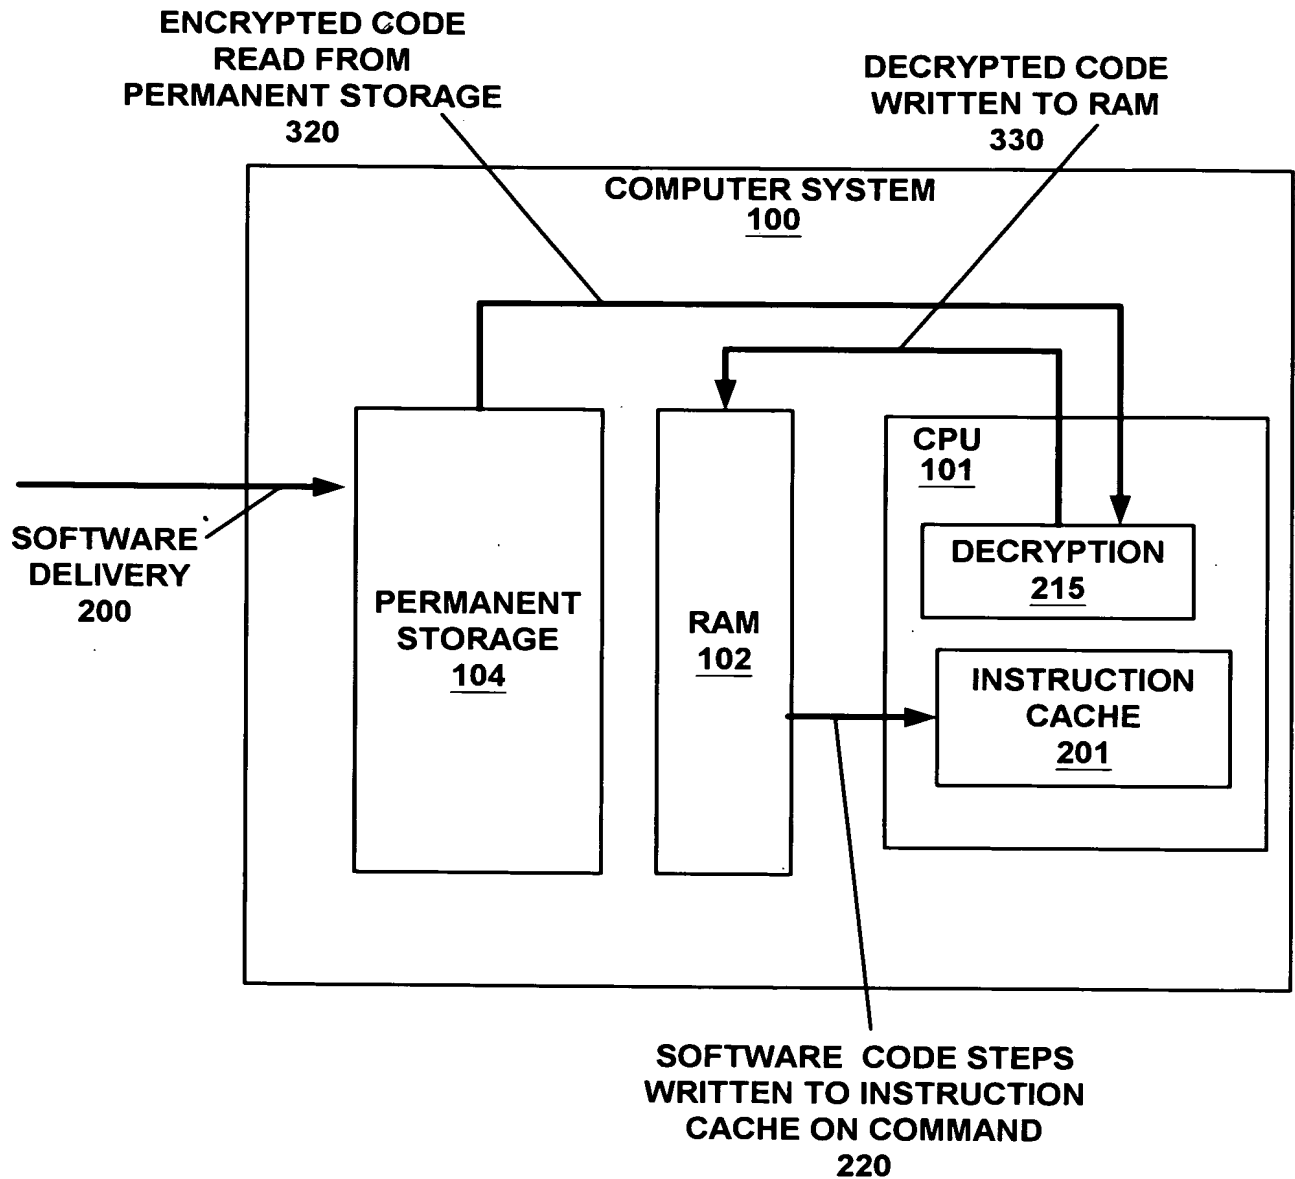 ENCRYPTED CODE
READ FROM
PERMANENT STORAGE
320
DECRYPTED CODE
WRITTEN TO RAM
330
COMPUTER SYSTEM
100
SOFTWARE
DELIVERY
200
PERMANENT
STORAGE
104
RAM
102
CPU
101
DECRYPTION
215
INSTRUCTION
CACHE
201
SOFTWARE CODE STEPS
WRITTEN TO INSTRUCTION
CACHE ON COMMAND
220